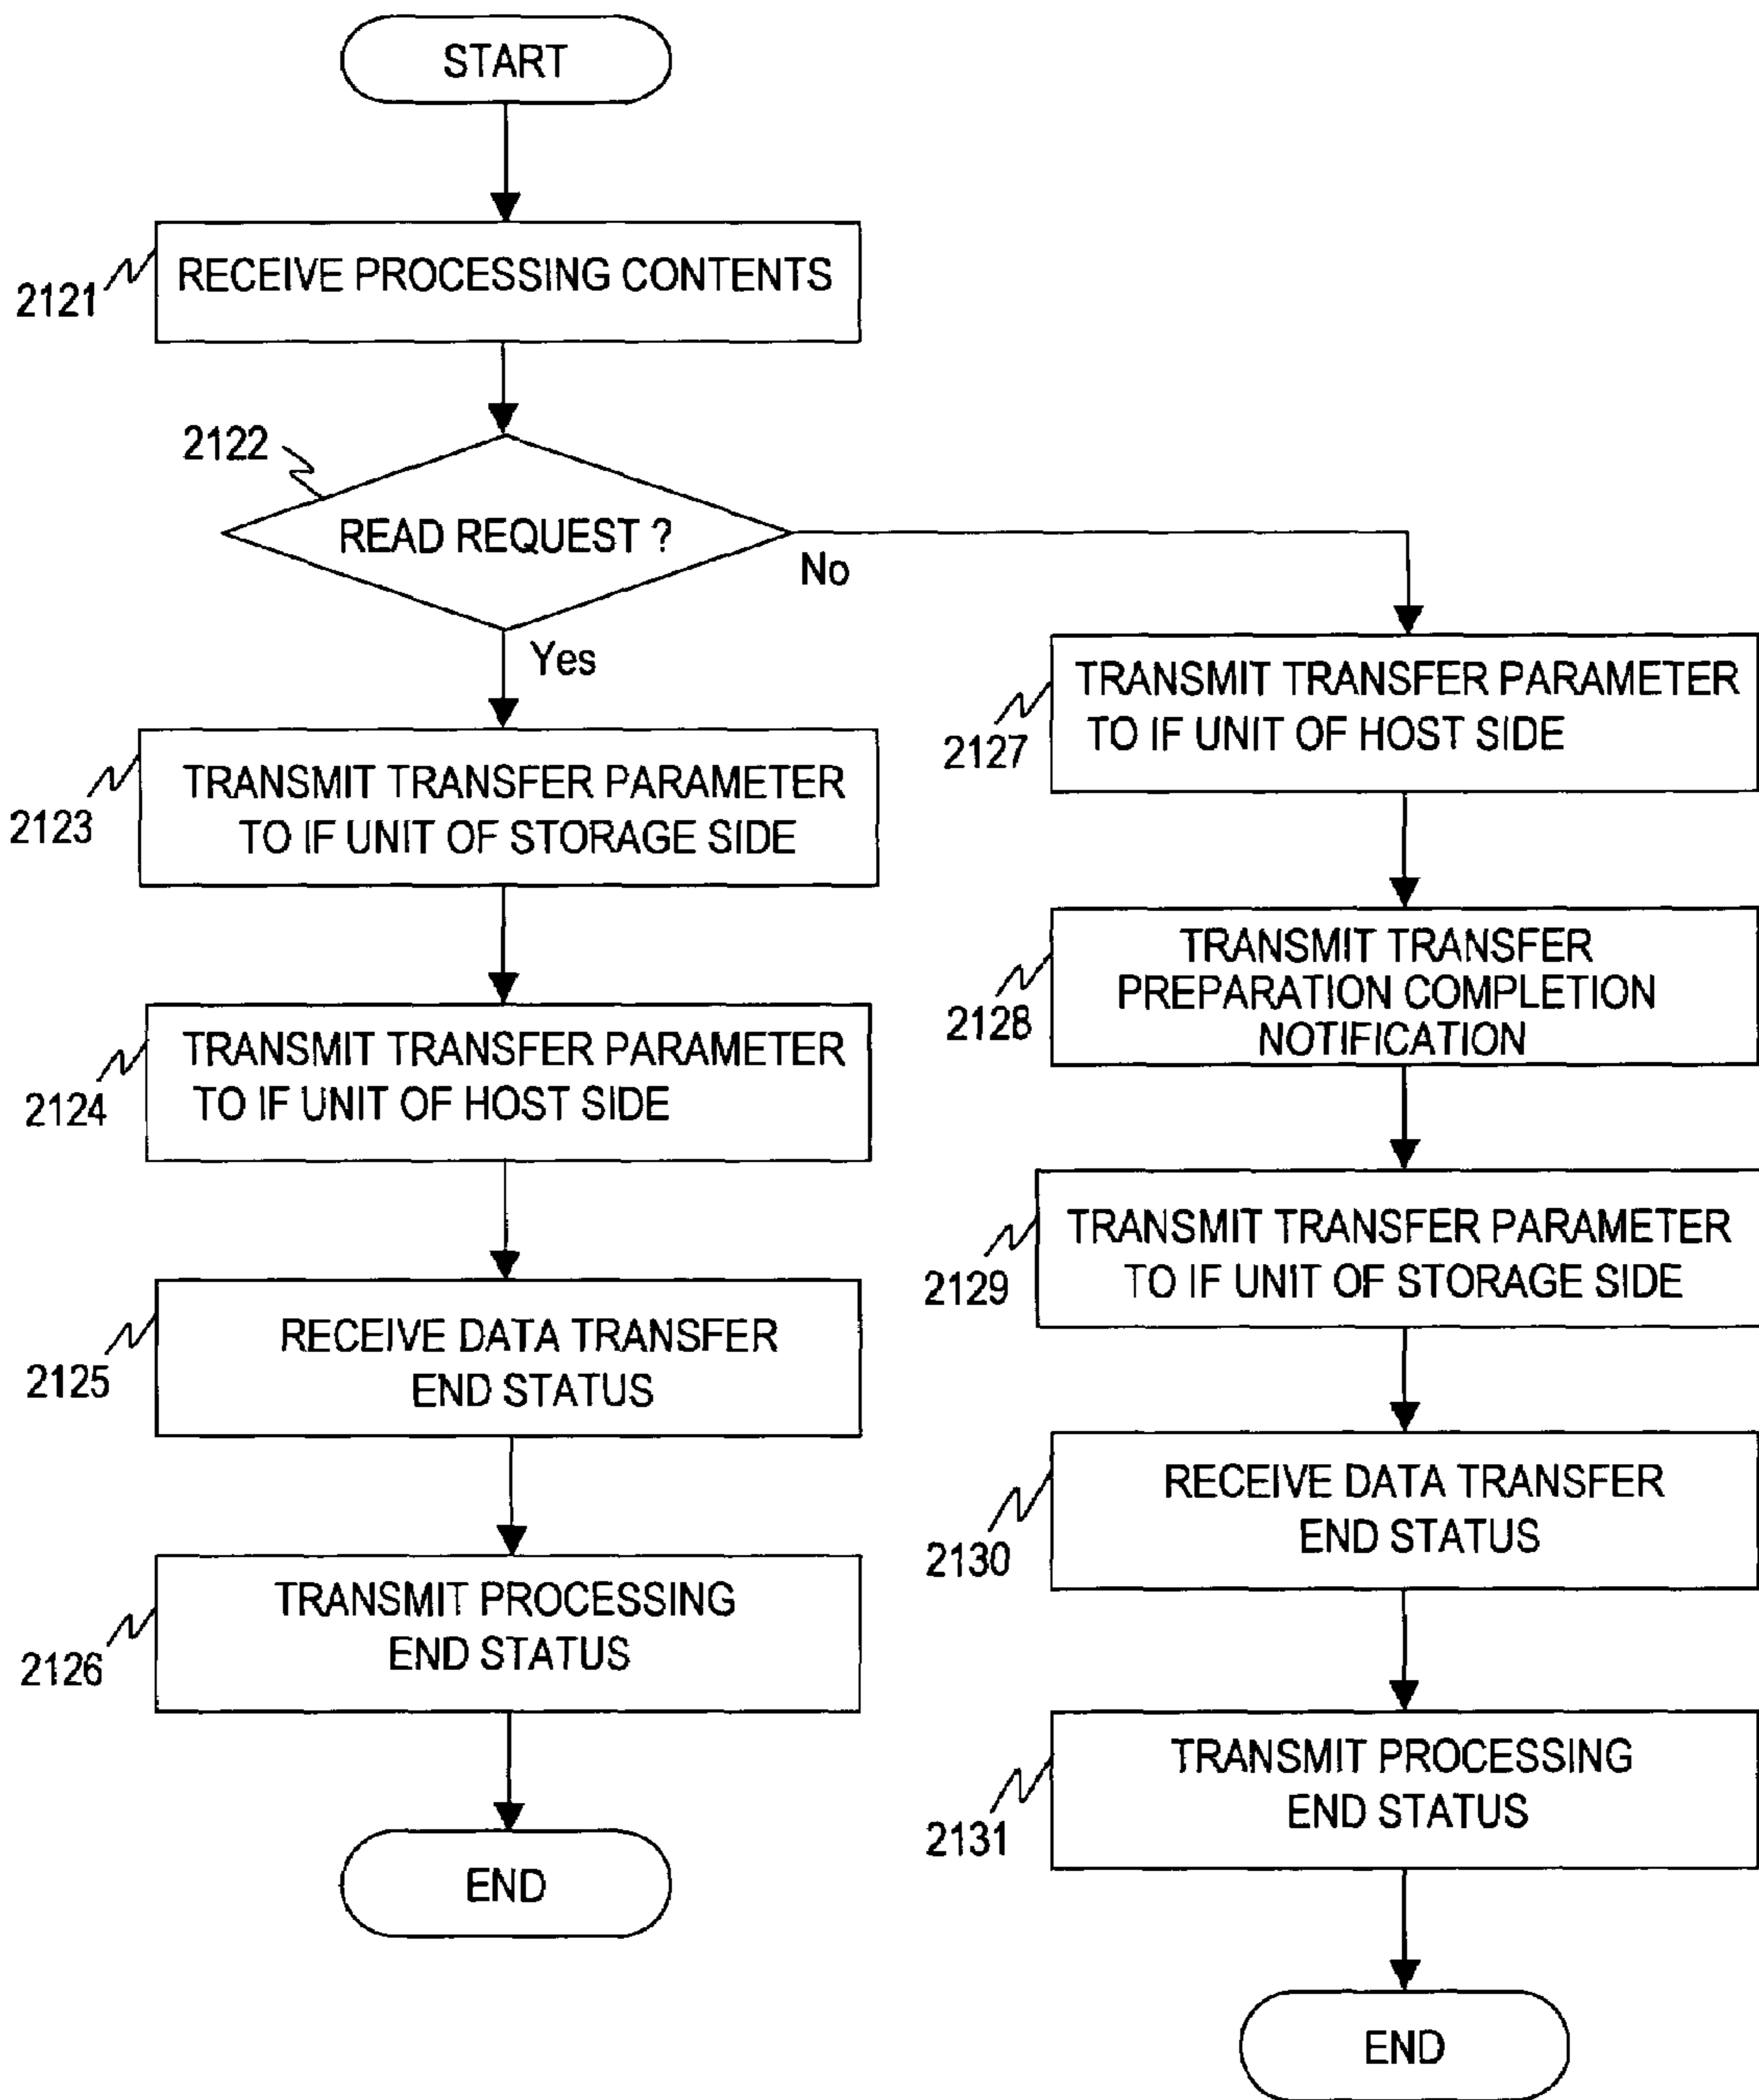 START
2121
RECEIVE PROCESSING CONTENTS
2122
READ REQUEST ?
No
Yes
2123
TRANSMIT TRANSFER PARAMETER
TO IF UNIT OF STORAGE SIDE
2124
TRANSMIT TRANSFER PARAMETER
TO IF UNIT OF HOST SIDE
2125
RECEIVE DATA TRANSFER
END STATUS
2126
TRANSMIT PROCESSING
END STATUS
END
2127
TRANSMIT TRANSFER PARAMETER
TO IF UNIT OF HOST SIDE
2128
TRANSMIT TRANSFER
PREPARATION COMPLETION
NOTIFICATION
2129
TRANSMIT TRANSFER PARAMETER
TO IF UNIT OF STORAGE SIDE
2130
RECEIVE DATA TRANSFER
END STATUS
2131
TRANSMIT PROCESSING
END STATUS
END